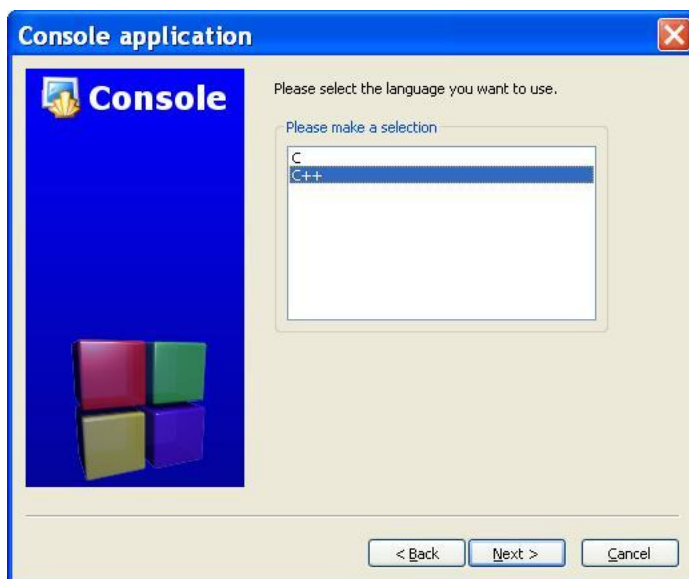 Console application
Console
Please select the language you want to use.
Please make a selection
C
C++
< Back
Next >
Cancel